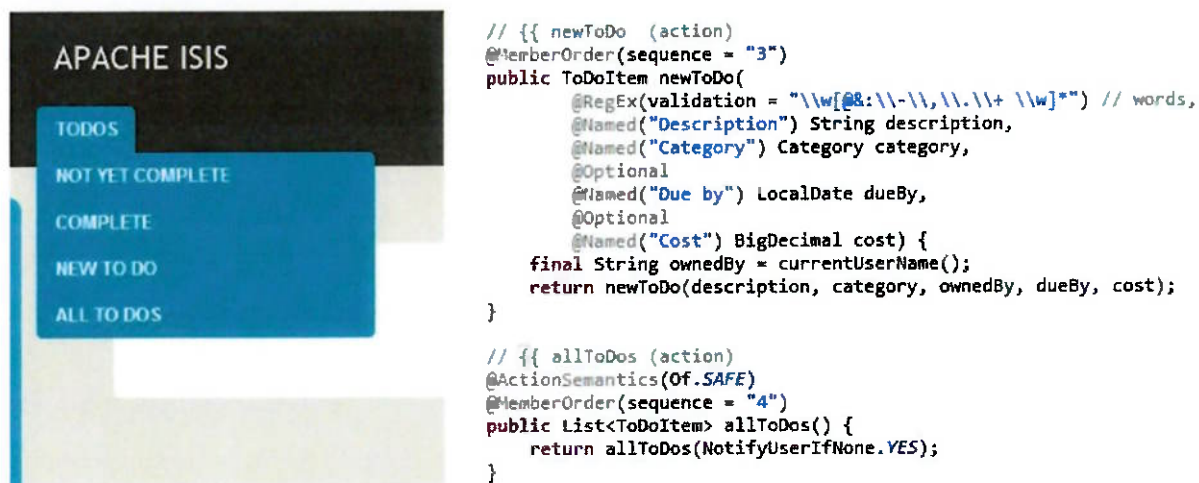 APACHE ISIS
TODOS
NOT YET COMPLETE
COMPLETE
NEW TO DO
ALL TO DOS
// {{ newToDo (action)
@MemberOrder(sequence = "3")
public ToDoItem newToDo(
@RegEx(validation = "\\w[@&:\\-\\,\\.\\+ \\w]*") // words,
@Named("Description") String description,
@Named("Category") Category category,
@Optional
@Named("Due by") LocalDate dueBy,
@Optional
@Named("Cost") BigDecimal cost) {
final String ownedBy = currentUserName();
return newToDo(description, category, ownedBy, dueBy, cost);
}
// {{ allToDos (action)
@ActionSemantics(Of.SAFE)
@MemberOrder(sequence = "4")
public List<ToDoItem> allToDos() {
return allToDos(NotifyUserIfNone.YES);
}